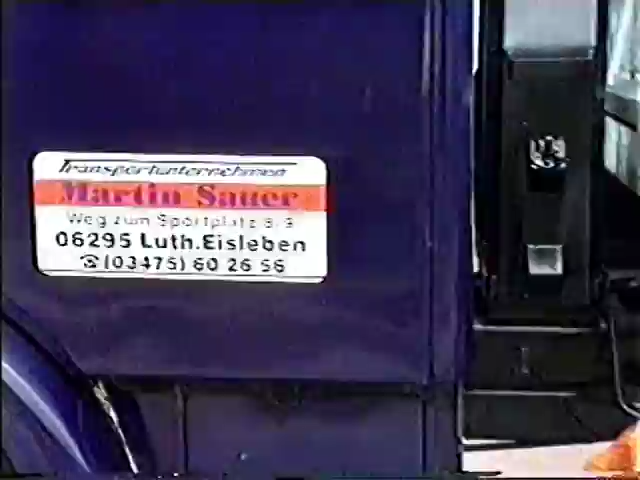 Transportunternehmen
Martin Sauer
Weg zum Sportplatz
06295 Luth.Eisleben
☎(03475) 60 26 56